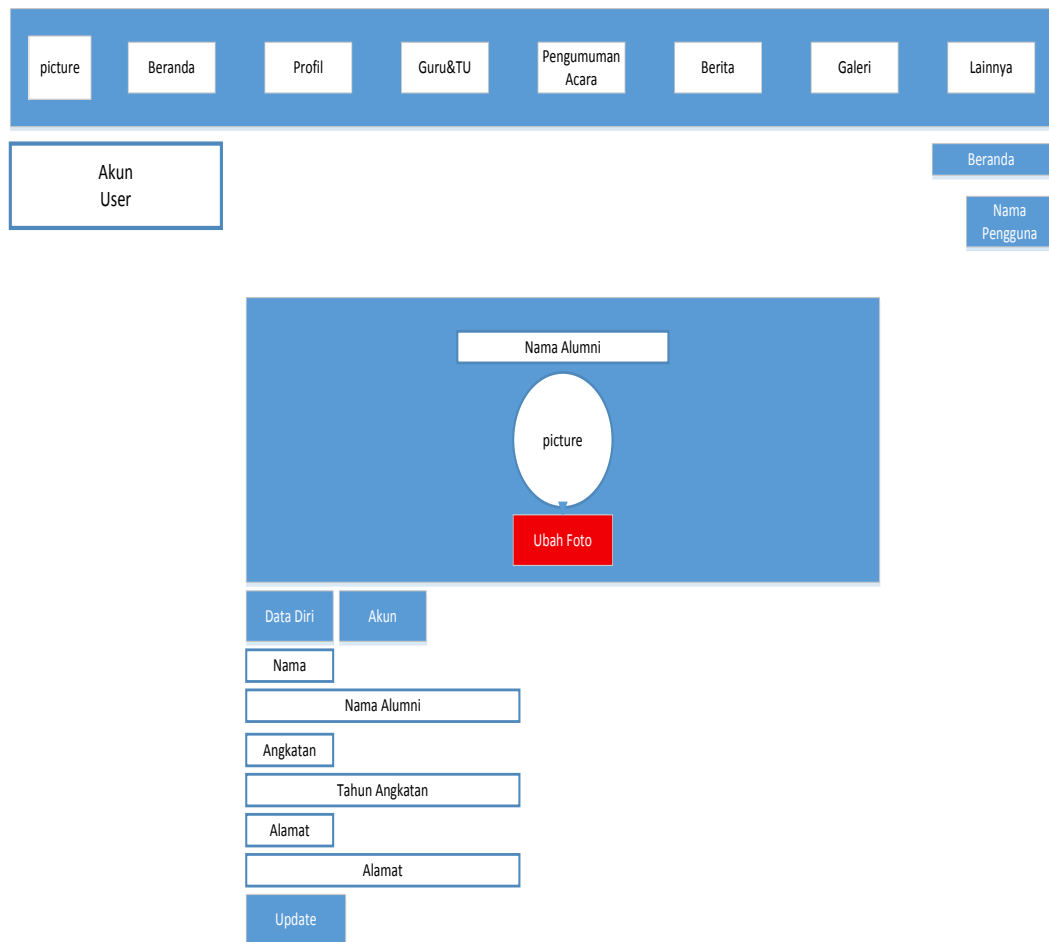 picture
Beranda
Profil
Guru&TU
Pengumuman
Acara
Berita
Galeri
Lainnya
Akun
User
Beranda
Nama
Pengguna
Nama Alumni
picture
Ubah Foto
Data Diri
Akun
Nama
Nama Alumni
Angkatan
Tahun Angkatan
Alamat
Alamat
Update